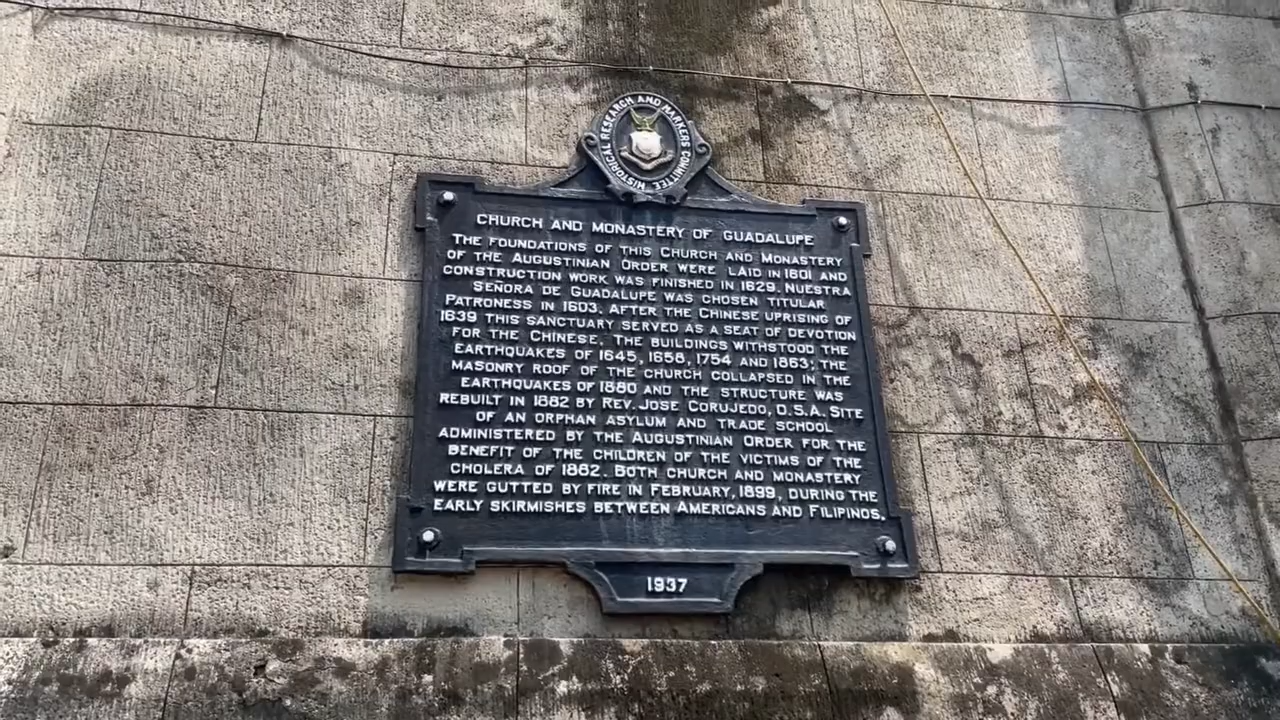 HISTORICAL RESEARCH AND MARKERS COMMITTEE
CHURCH AND MONASTERY OF GUADALUPE
THE FOUNDATIONS OF THIS CHURCH AND MONASTERY
OF THE AUGUSTINIAN ORDER WERE LAID IN 1601 AND
CONSTRUCTION WORK WAS FINISHED IN 1629. NUESTRA
SEÑORA DE GUADALUPE WAS CHOSEN TITULAR
PATRONESS IN 1603. AFTER THE CHINESE UPRISING OF
1639 THIS SANCTUARY SERVED AS A SEAT OF DEVOTION
FOR THE CHINESE. THE BUILDINGS WITHSTOOD THE
EARTHQUAKES OF 1645, 1658, 1754 AND 1863; THE
MASONRY ROOF OF THE CHURCH COLLAPSED IN THE
EARTHQUAKES OF 1880 AND THE STRUCTURE WAS
REBUILT IN 1882 BY REV. JOSE CORUJEDO, O.S.A. SITE
OF AN ORPHAN ASYLUM AND TRADE SCHOOL
ADMINISTERED BY THE AUGUSTINIAN ORDER FOR THE
BENEFIT OF THE CHILDREN OF THE VICTIMS OF THE
CHOLERA OF 1882. BOTH CHURCH AND MONASTERY
WERE GUTTED BY FIRE IN FEBRUARY, 1899, DURING THE
EARLY SKIRMISHES BETWEEN AMERICANS AND FILIPINOS.
1937